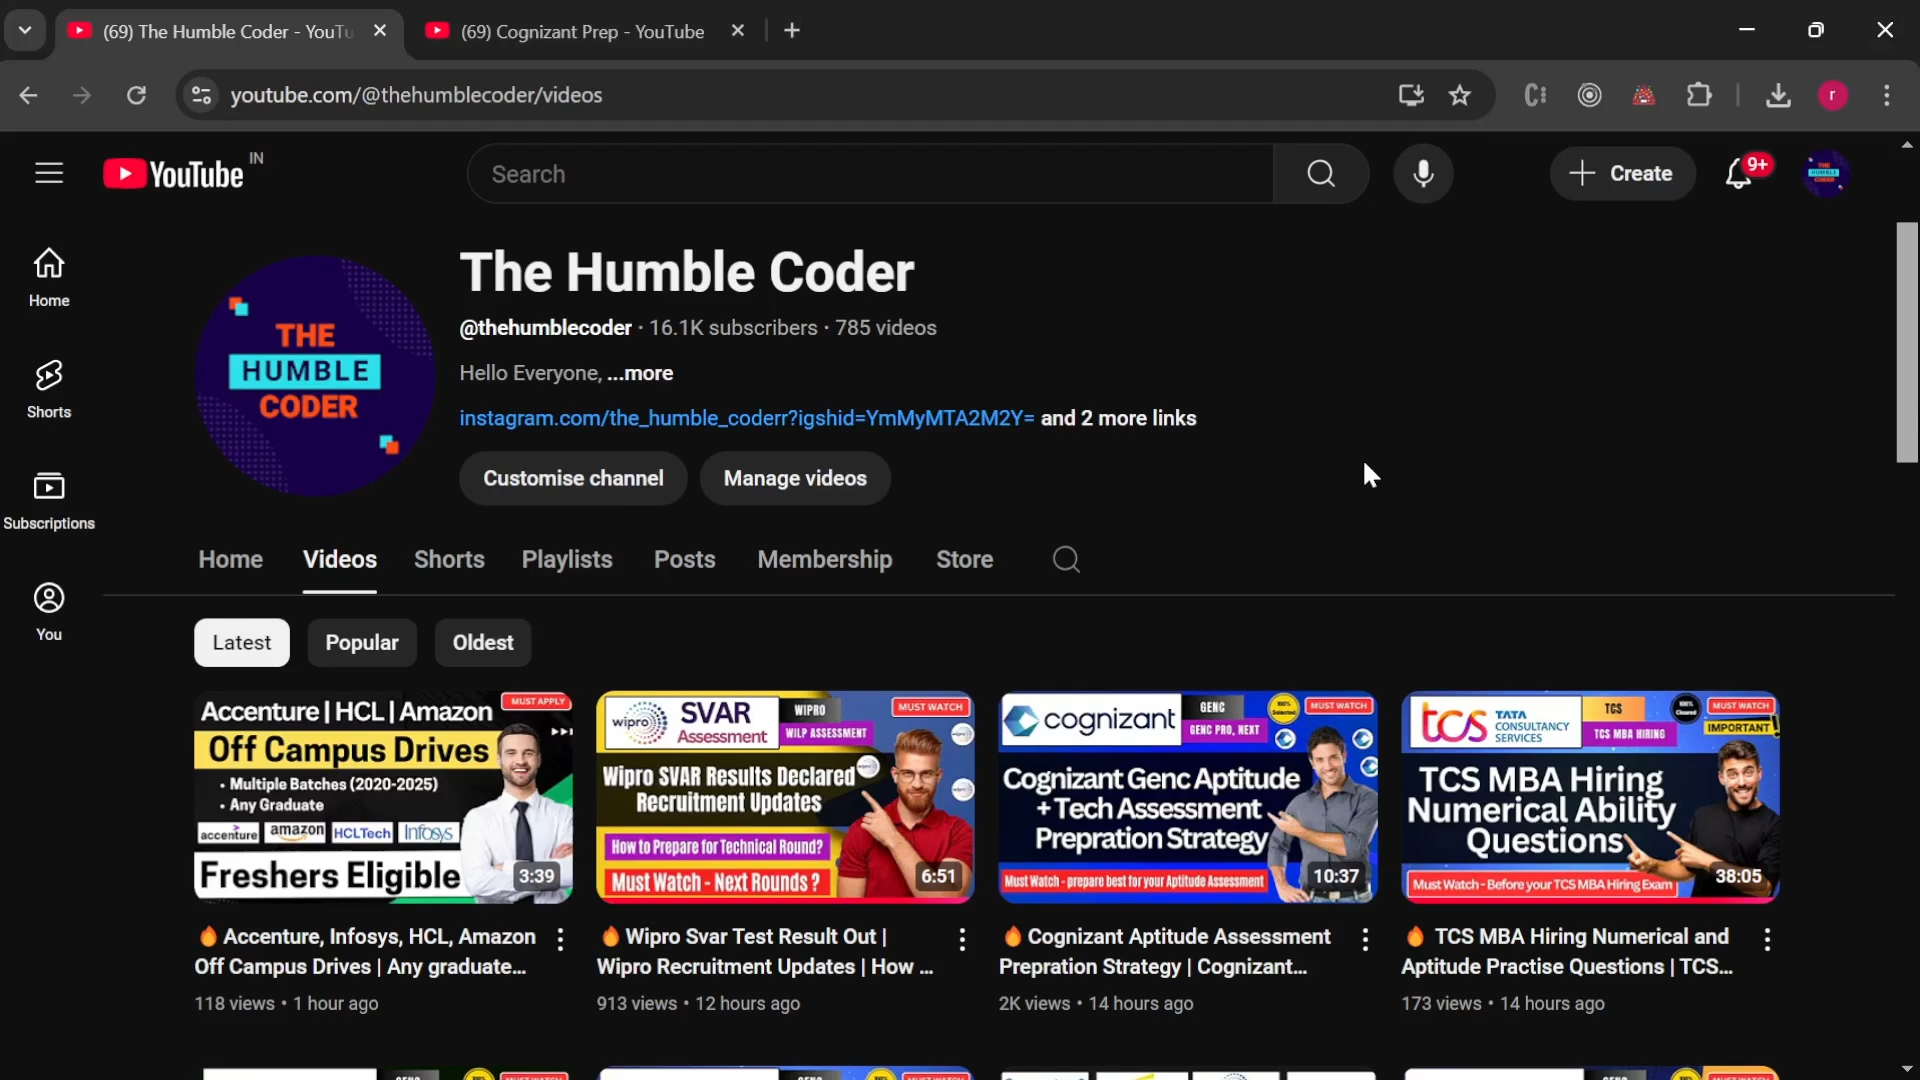 (69) The Humble Coder - YouTu
(69) Cognizant Prep - YouTube
youtube.com/@thehumblecoder/videos
r
YouTube IN
Search
Create
9+
Home
Shorts
Subscriptions
You
THE
HUMBLE
CODER
The Humble Coder
@thehumblecoder · 16.1K subscribers · 785 videos
Hello Everyone, ...more
instagram.com/the_humble_coderr?igshid=YmMyMTA2M2Y= and 2 more links
Customise channel
Manage videos
Home Videos Shorts Playlists Posts Membership Store
Latest Popular Oldest
Accenture | HCL | Amazon
MUST APPLY
Off Campus Drives
• Multiple Batches (2020-2025)
• Any Graduate
accenture amazon HCLTech Infosys
Freshers Eligible
3:39
🔥 Accenture, Infosys, HCL, Amazon
Off Campus Drives | Any graduate...
118 views • 1 hour ago
wipro
SVAR
Assessment
WIPRO
WILP ASSESSMENT
MUST WATCH
Wipro SVAR Results Declared
Recruitment Updates
How to Prepare for Technical Round?
Must Watch - Next Rounds ?
6:51
🔥 Wipro Svar Test Result Out |
Wipro Recruitment Updates | How ...
913 views • 12 hours ago
cognizant
GENC
GENC PRO, NEXT
MUST WATCH
Cognizant Genc Aptitude
+ Tech Assessment
Prepration Strategy
Must Watch - prepare best for your Aptitude Assessment
10:37
🔥 Cognizant Aptitude Assessment
Prepration Strategy | Cognizant...
2K views • 14 hours ago
tcs TATA
CONSULTANCY
SERVICES
TCS
TCS MBA HIRING
MUST WATCH
IMPORTANT
TCS MBA Hiring
Numerical Ability
Questions
Must Watch - Before your TCS MBA Hiring Exam
38:05
🔥 TCS MBA Hiring Numerical and
Aptitude Practise Questions | TCS...
173 views • 14 hours ago